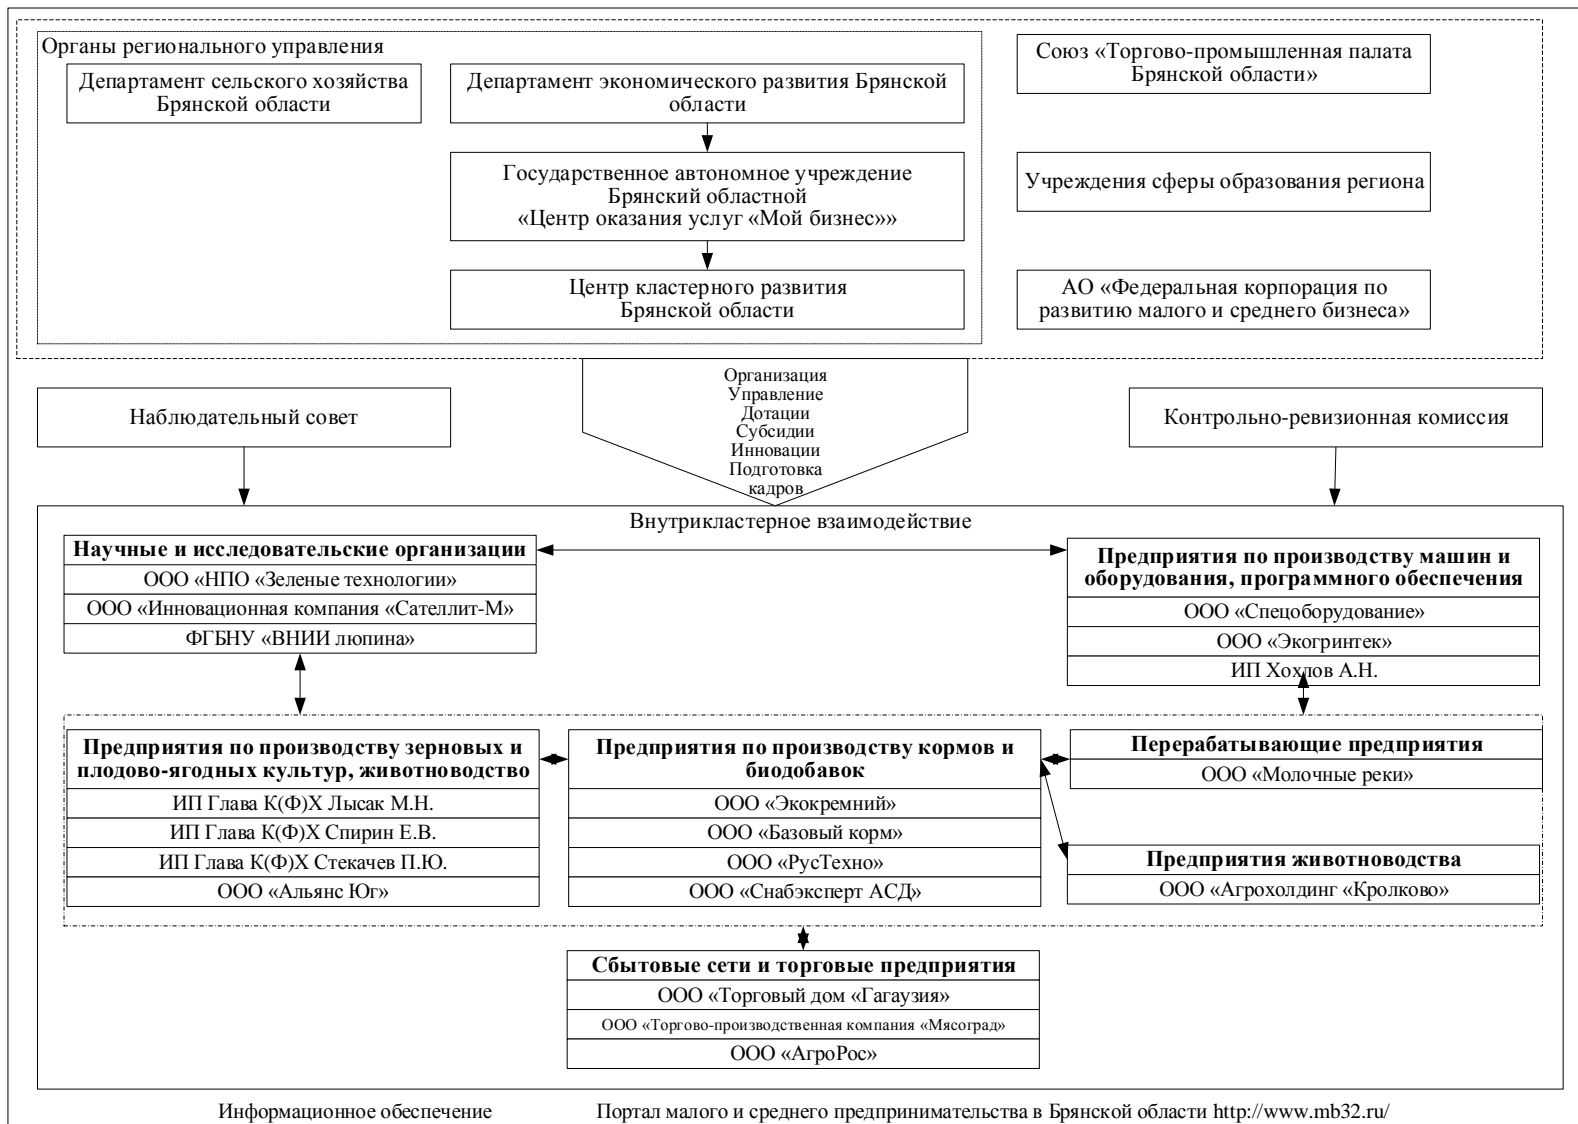 Органы регионального управления
Департамент сельского хозяйства
Брянской области
Департамент экономического развития Брянской
области
Государственное автономное учреждение
Брянский областной
«Центр оказания услуг «Мой бизнес»»
Центр кластерного развития
Брянской области
Союз «Торгово-промышленная палата
Брянской области»
Учреждения сферы образования региона
АО «Федеральная корпорация по
развитию малого и среднего бизнеса»
Организация
Управление
Дотации
Субсидии
Инновации
Подготовка
кадров
Наблюдательный совет
Контрольно-ревизионная комиссия
Внутрикластерное взаимодействие
Научные и исследовательские организации
ООО «НПО «Зеленые технологии»
ООО «Инновационная компания «Сателлит-М»
ФГБНУ «ВНИИ люпина»
Предприятия по производству машин и
оборудования, программного обеспечения
ООО «Спецоборудование»
ООО «Экогринтек»
ИП Хохлов А.Н.
Предприятия по производству зерновых и
плодово-ягодных культур, животноводство
ИП Глава К(Ф)Х Лысак М.Н.
ИП Глава К(Ф)Х Спирин Е.В.
ИП Глава К(Ф)Х Стекачев П.Ю.
ООО «Альянс Юг»
Предприятия по производству кормов и
биодобавок
ООО «Экокремний»
ООО «Базовый корм»
ООО «РусТехно»
ООО «Снабэксперт АСД»
Перерабатывающие предприятия
ООО «Молочные реки»
Предприятия животноводства
ООО «Агрохолдинг «Кролково»
Сбытовые сети и торговые предприятия
ООО «Торговый дом «Гагаузия»
ООО «Торгово-производственная компания «Мясоград»
ООО «АгроРос»
Информационное обеспечение
Портал малого и среднего предпринимательства в Брянской области http://www.mb32.ru/